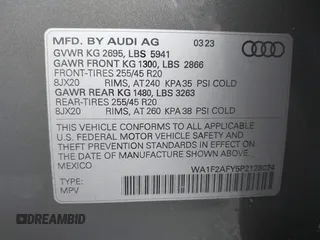 MFD. BY AUDI AG 03 23
GVWR KG 2695, LBS 5941
GAWR FRONT KG 1300, LBS 2866
FRONT-TIRES 255/45 R20
8JX20 RIMS, AT 240 KPA 35 PSI COLD
GAWR REAR KG 1480, LBS 3263
REAR-TIRES 255/45 R20
8JX20 RIMS, AT 260 KPA 38 PSI COLD
THIS VEHICLE CONFORMS TO ALL APPLICABLE
U.S. FEDERAL MOTOR VEHICLE SAFETY AND
THEFT PREVENTION STANDARDS IN EFFECT ON THE
DATE OF MANUFACTURE SHOWN ABOVE.
MEXICO
TYPE:
MPV
DREAMBID